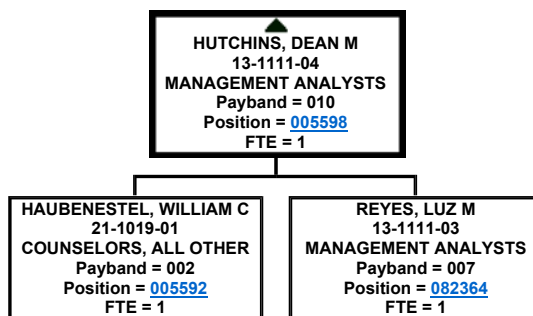 HUTCHINS, DEAN M
13-1111-04
MANAGEMENT ANALYSTS
Payband = 010
Position = 005598
FTE = 1
HAUBENESTEL, WILLIAM C
21-1019-01
COUNSELORS, ALL OTHER
Payband = 002
Position = 005592
FTE = 1
REYES, LUZ M
13-1111-03
MANAGEMENT ANALYSTS
Payband = 007
Position = 082364
FTE = 1